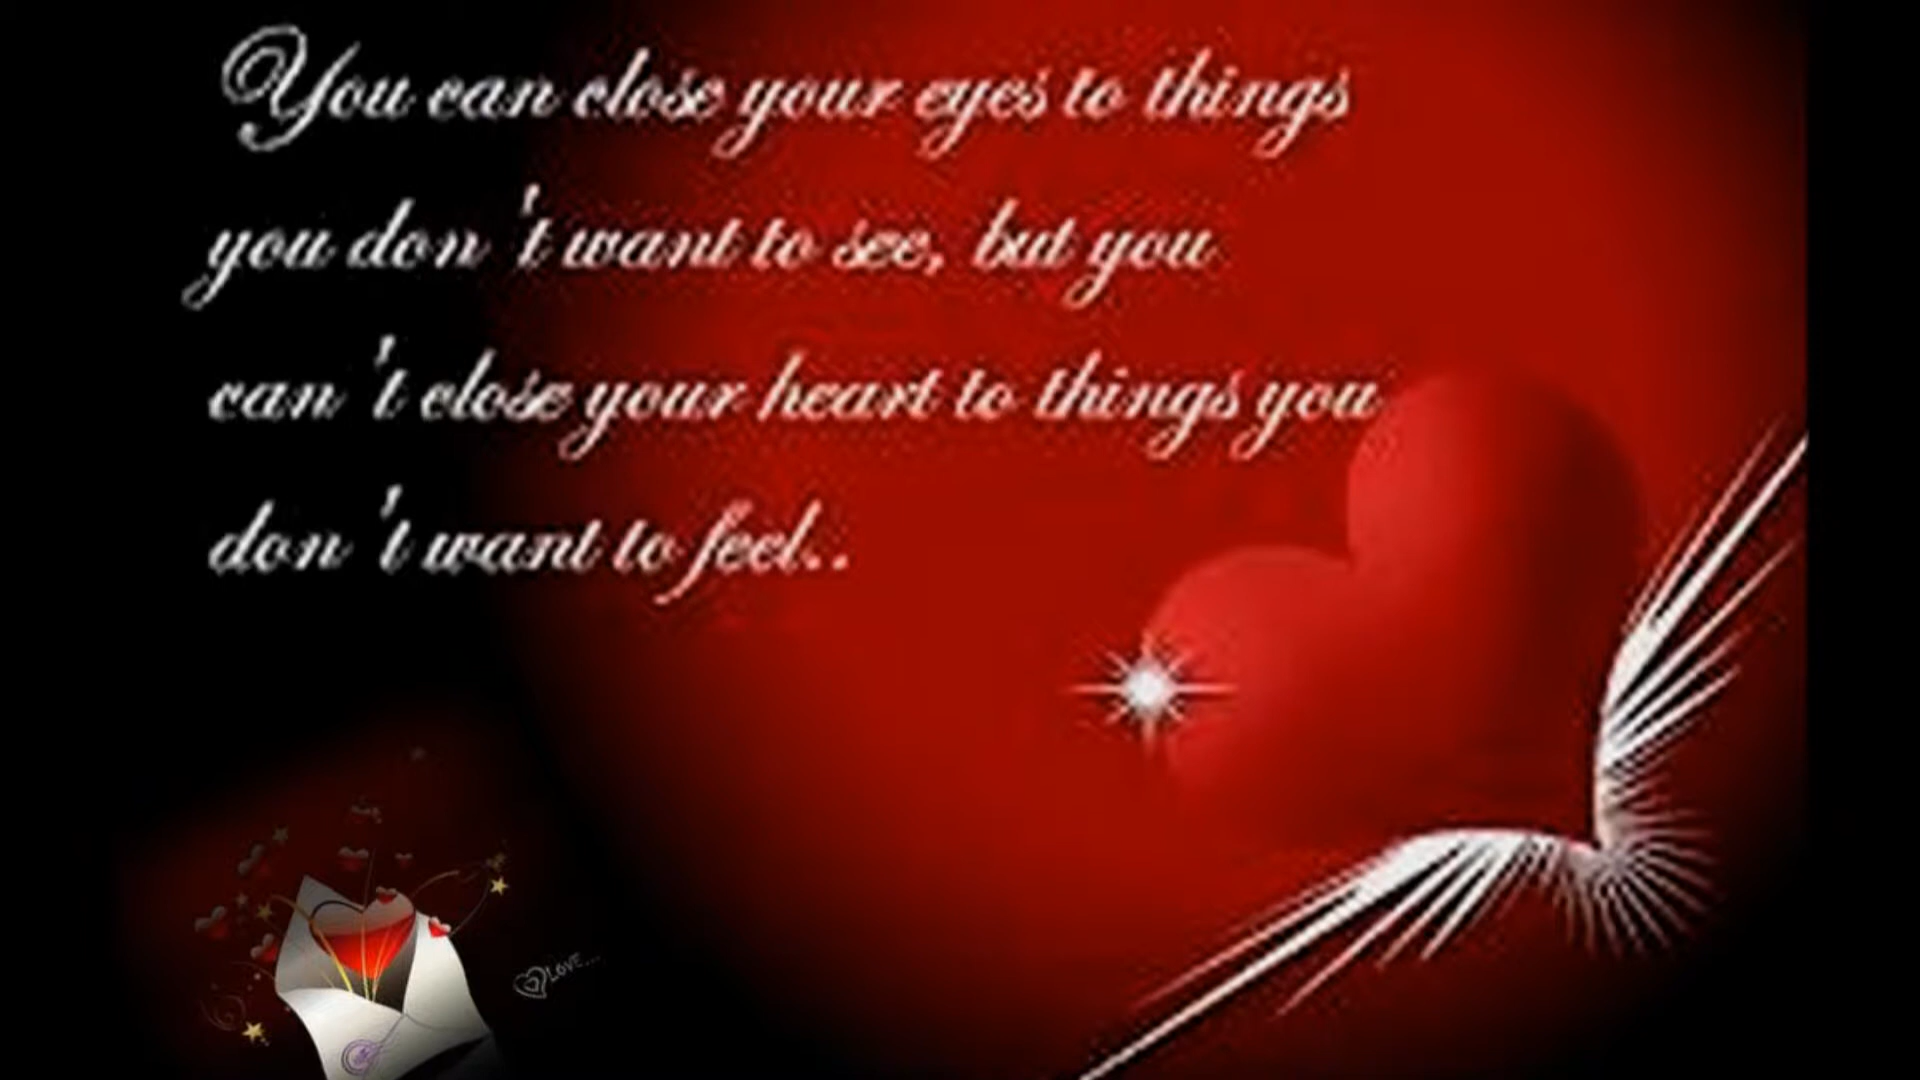 You can close your eyes to things
you don't want to see, but you
can't close your heart to things you
don't want to feel..
LOVE...